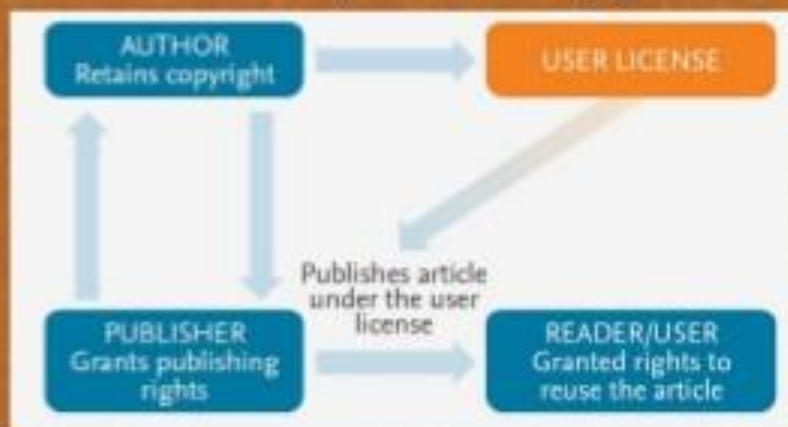 AUTHOR
Retains copyright
USER LICENSE
Publishes article
under the user
license
PUBLISHER
Grants publishing
rights
READER/USER
Granted rights to
reuse the article